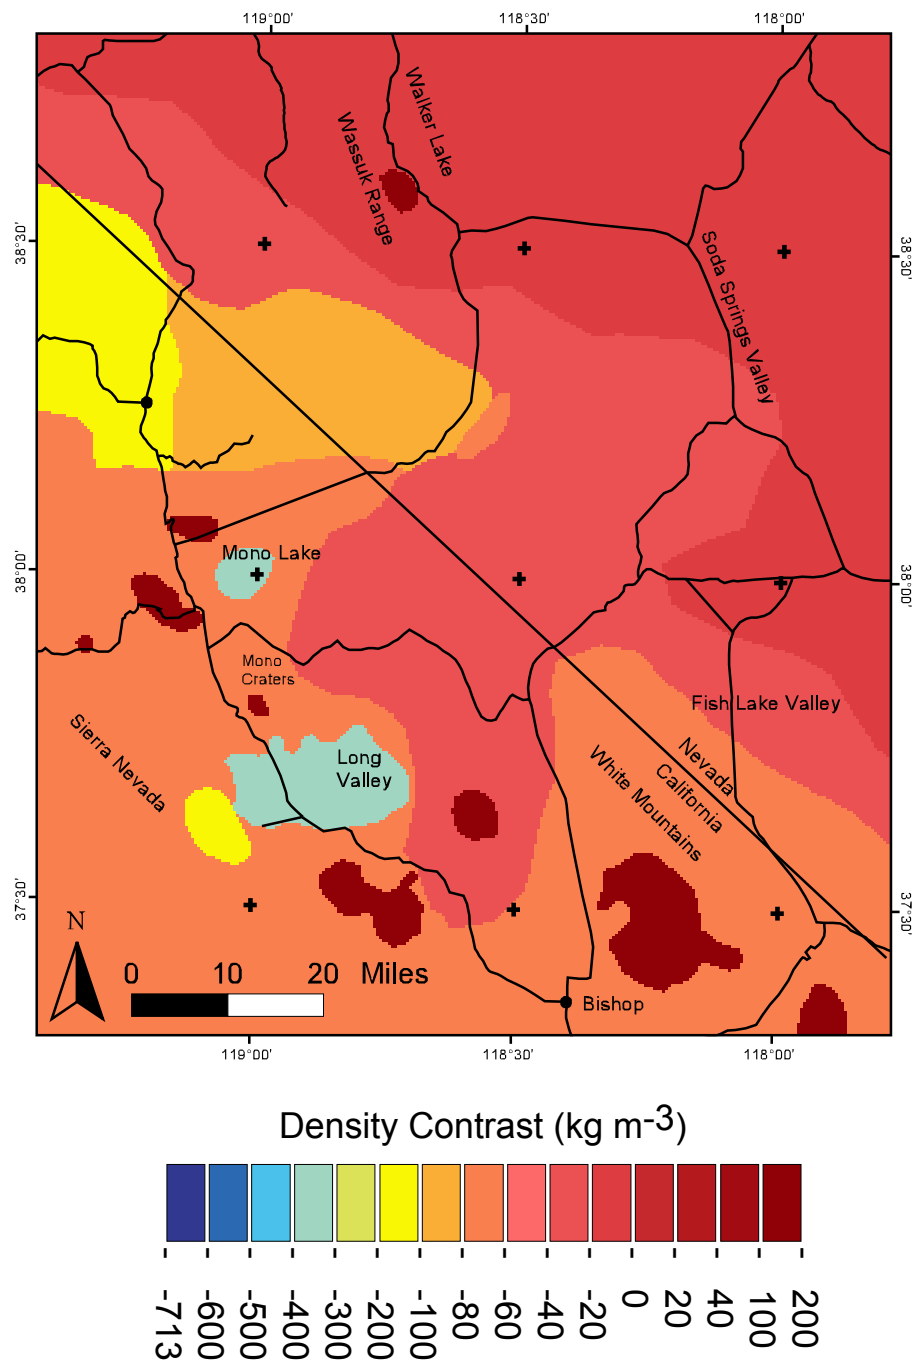 119°00'
118°30'
118°00'
Walker Lake
Wassuk Range
38°30'
38°30'
Soda Springs Valley
Mono Lake
38°00'
38°00'
Mono
Craters
Fish Lake Valley
Sierra Nevada
Long
Valley
Nevada
California
White Mountains
37°30'
37°30'
N
0 10 20 Miles
Bishop
119°00'
118°30'
118°00'
Density Contrast (kg m-3)
-713
-600
-500
-400
-300
-200
-100
-80
-60
-40
-20
0
20
40
100
200